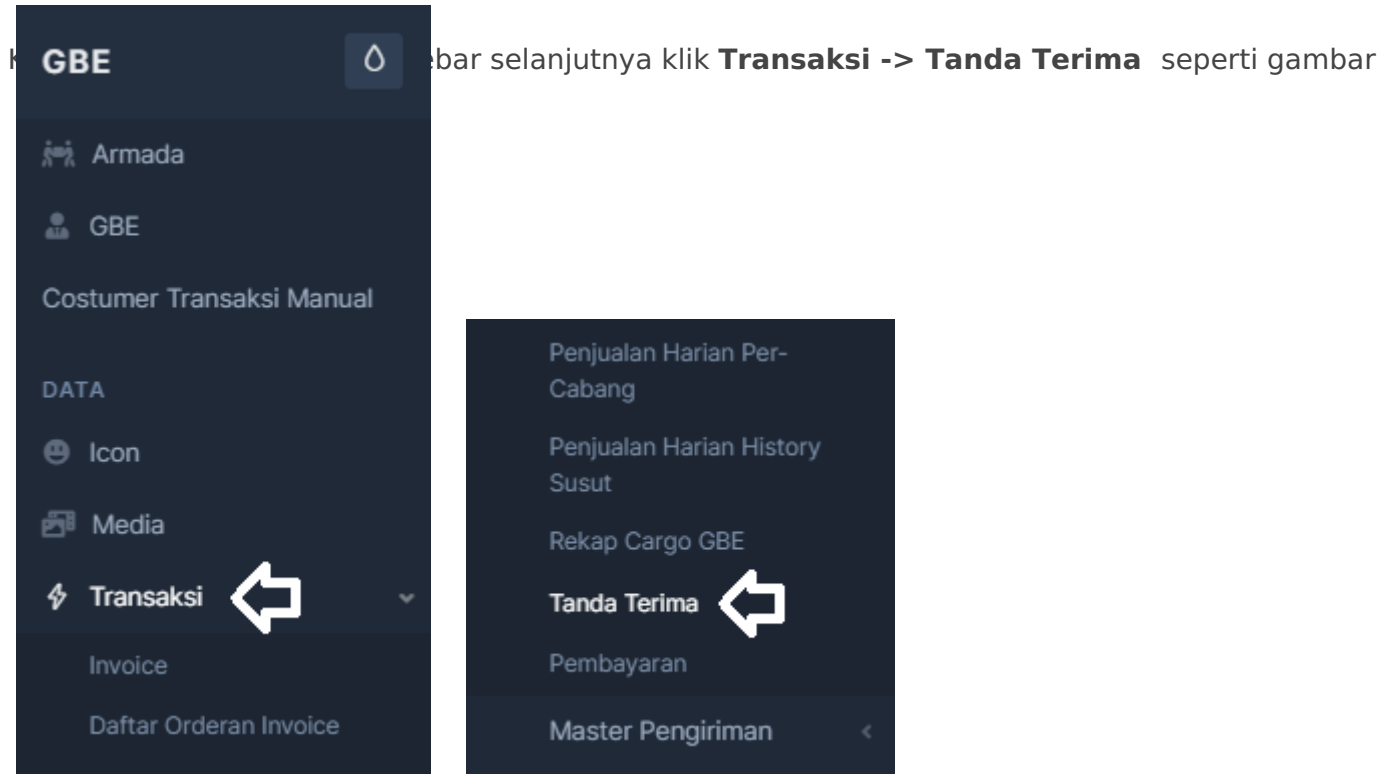 GBE
selanjutnya klik Transaksi -> Tanda Terima seperti gambar
Armada
GBE
Costumer Transaksi Manual
DATA
Icon
Media
Transaksi
Invoice
Daftar Orderan Invoice
Penjualan Harian Per-
Cabang
Penjualan Harian History
Susut
Rekap Cargo GBE
Tanda Terima
Pembayaran
Master Pengiriman